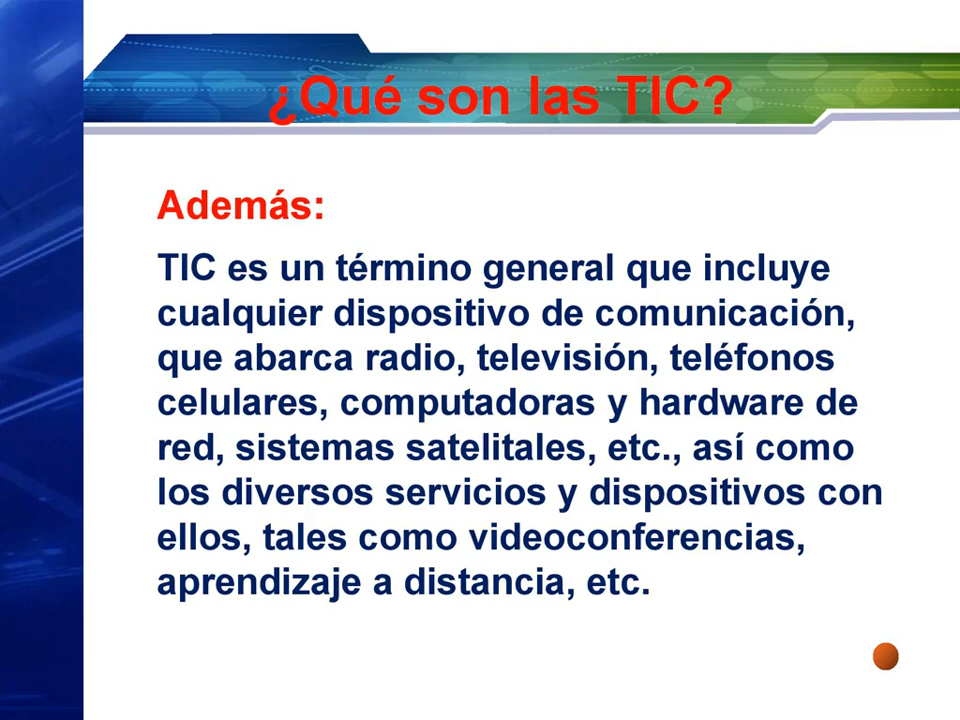 ¿Qué son las TIC?
Además:
TIC es un término general que incluye
cualquier dispositivo de comunicación,
que abarca radio, televisión, teléfonos
celulares, computadoras y hardware de
red, sistemas satelitales, etc., así como
los diversos servicios y dispositivos con
ellos, tales como videoconferencias,
aprendizaje a distancia, etc.